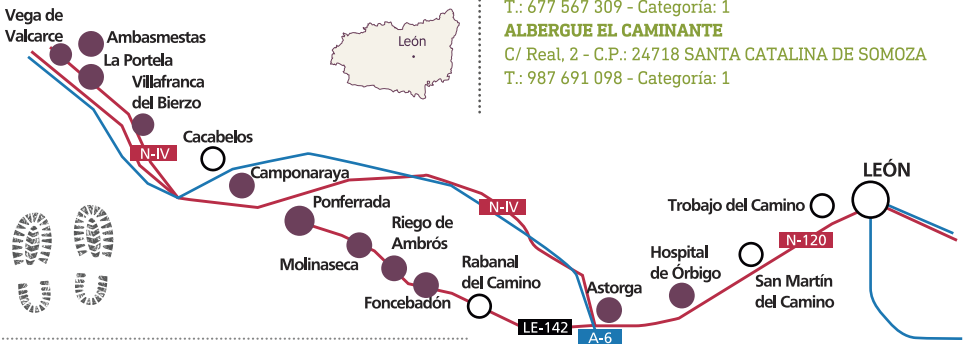 T.: 677 567 309 - Categoría: 1
ALBERGUE EL CAMINANTE
C/ Real, 2 - C.P.: 24718 SANTA CATALINA DE SOMOZA
T.: 987 691 098 - Categoría: 1
León
Vega de
Valcarce
Ambasmestas
La Portela
Villafranca
del Bierzo
N-IV
Cacabelos
Camponaraya
Ponferrada
Molinaseca
Riego de
Ambrós
Foncebadón
Rabanal
del Camino
N-IV
LE-142
Astorga
A-6
Hospital
de Órbigo
San Martín
del Camino
Trobajo del Camino
N-120
LEÓN